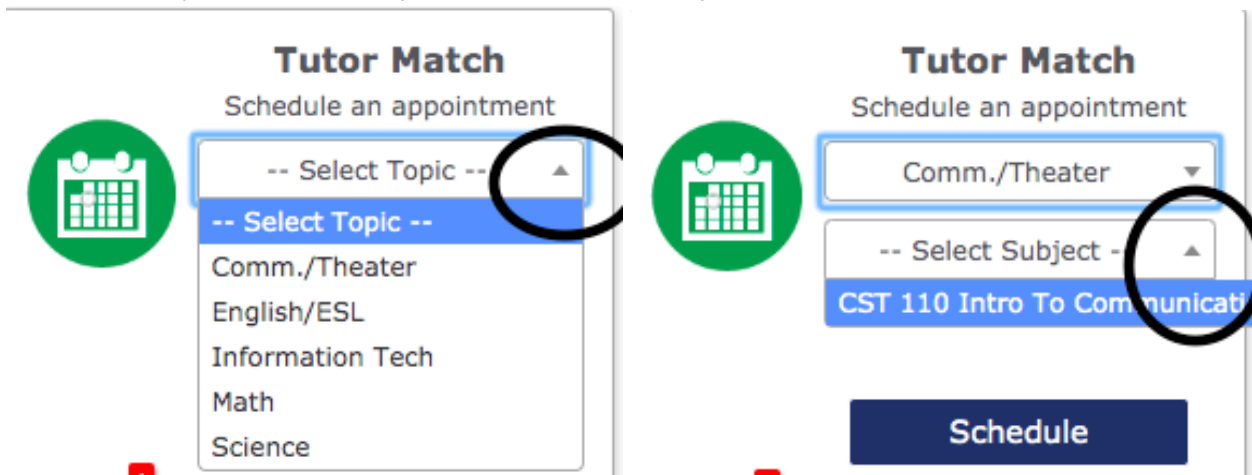 Tutor Match
Schedule an appointment
-- Select Topic --
-- Select Topic --
Comm./Theater
English/ESL
Information Tech
Math
Science
Tutor Match
Schedule an appointment
Comm./Theater
-- Select Subject -
CST 110 Intro To Communicati
Schedule